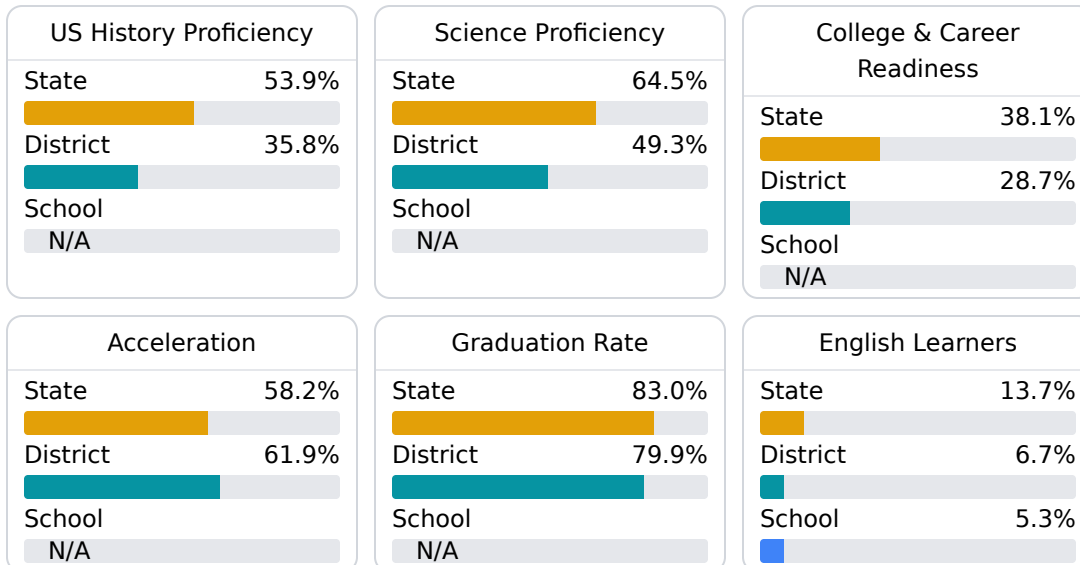 US History Proficiency
State 53.9%
District 35.8%
School
N/A
Science Proficiency
State 64.5%
District 49.3%
School
N/A
College & Career
Readiness
State 38.1%
District 28.7%
School
N/A
Acceleration
State 58.2%
District 61.9%
School
N/A
Graduation Rate
State 83.0%
District 79.9%
School
N/A
English Learners
State 13.7%
District 6.7%
School 5.3%